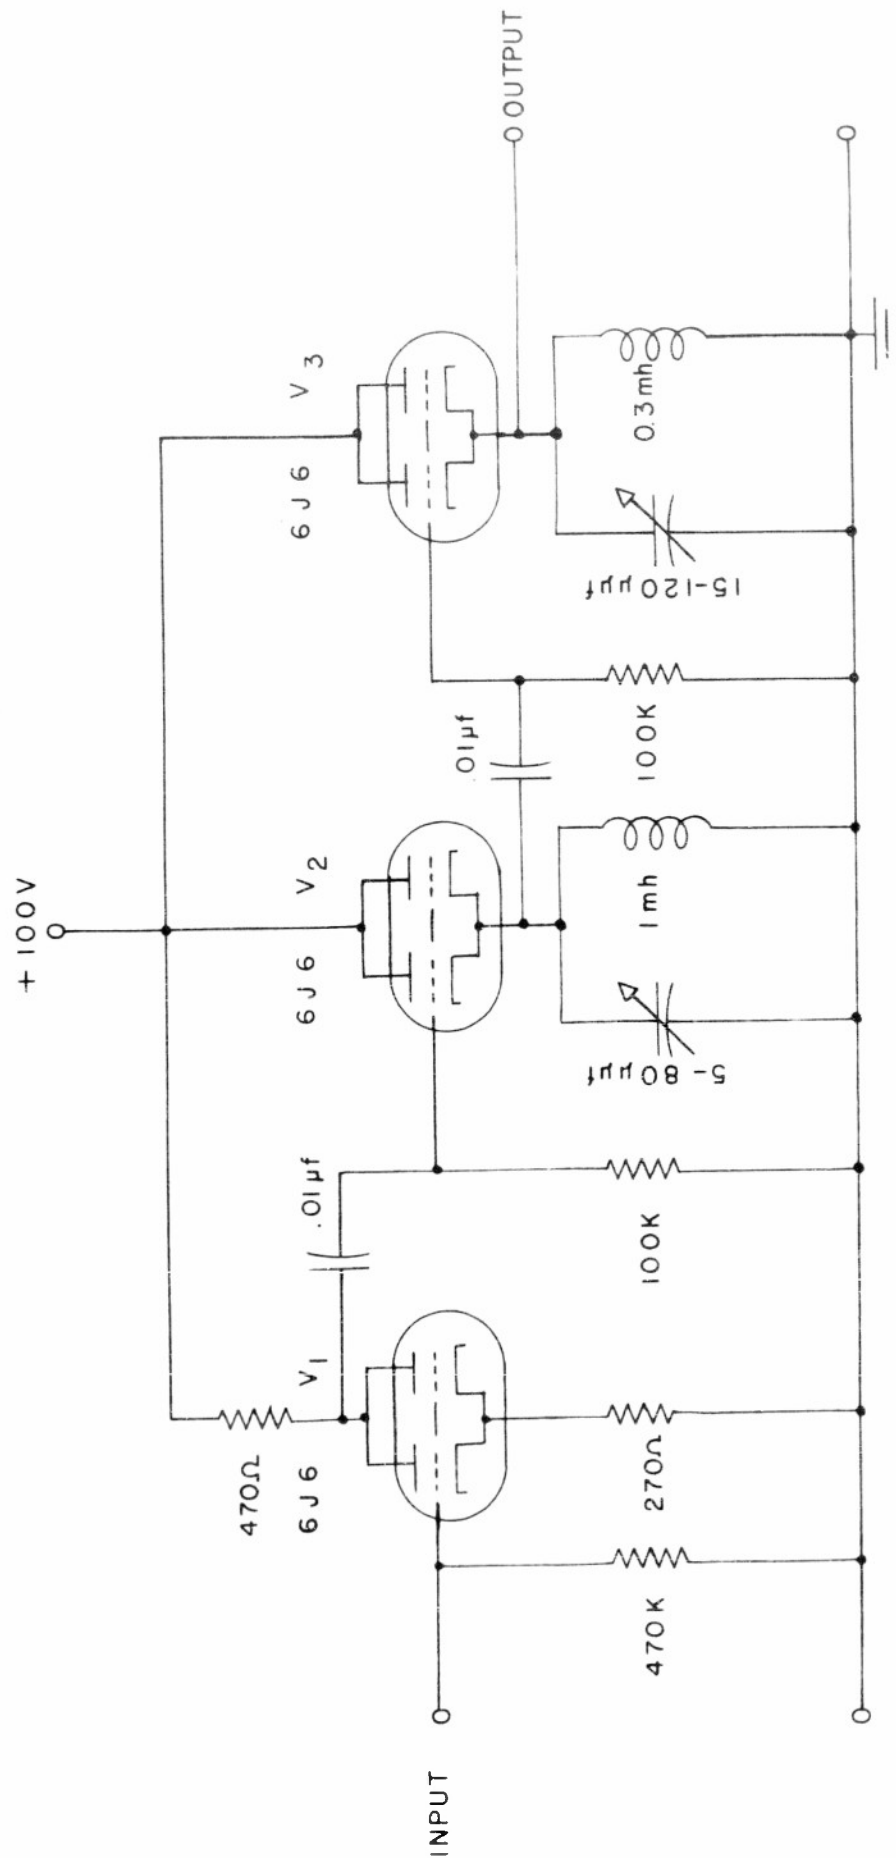 + 100V
470Ω
6J6
V1
.01µf
6J6
V2
.01µf
6J6
V3
OUTPUT
INPUT
470K
270Ω
100K
5-80µµf
1mh
100K
15-120µµf
0.3mh